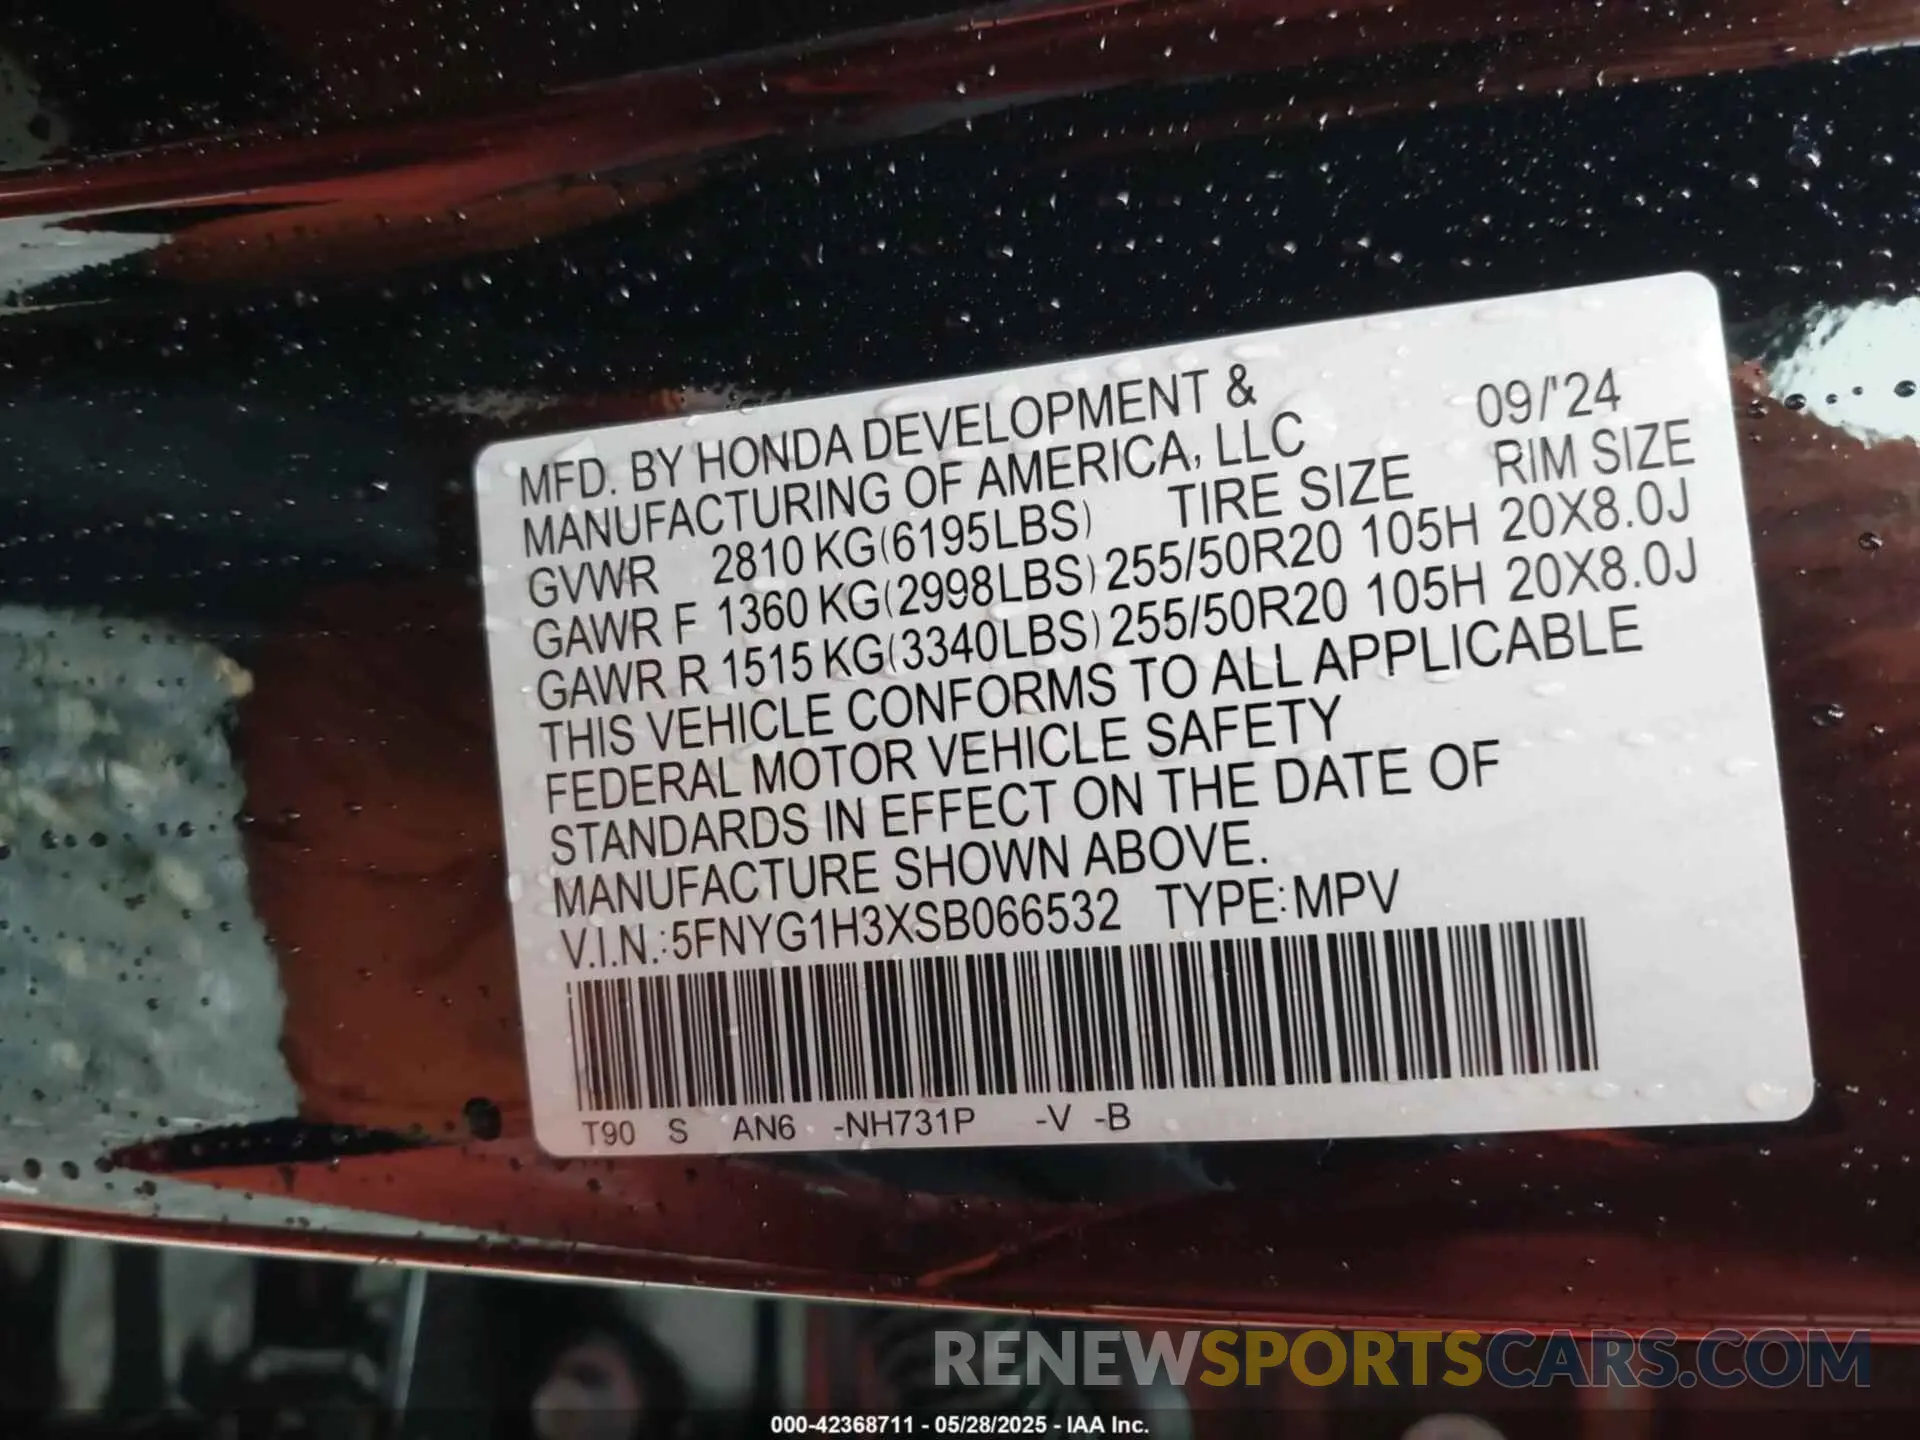 MFD. BY HONDA DEVELOPMENT & 09/'24
MANUFACTURING OF AMERICA, LLC RIM SIZE
GVWR 2810 KG(6195LBS) TIRE SIZE
GAWR F 1360 KG(2998LBS) 255/50R20 105H 20X8.0J
GAWR R 1515 KG(3340LBS) 255/50R20 105H 20X8.0J
THIS VEHICLE CONFORMS TO ALL APPLICABLE
FEDERAL MOTOR VEHICLE SAFETY
STANDARDS IN EFFECT ON THE DATE OF
MANUFACTURE SHOWN ABOVE.
V.I.N.:5FNYG1H3XSB066532 TYPE:MPV
T90 S AN6 -NH731P -V -B
RENEWSPORTSCARS.COM
000-42368711 - 05/28/2025 - IAA Inc.